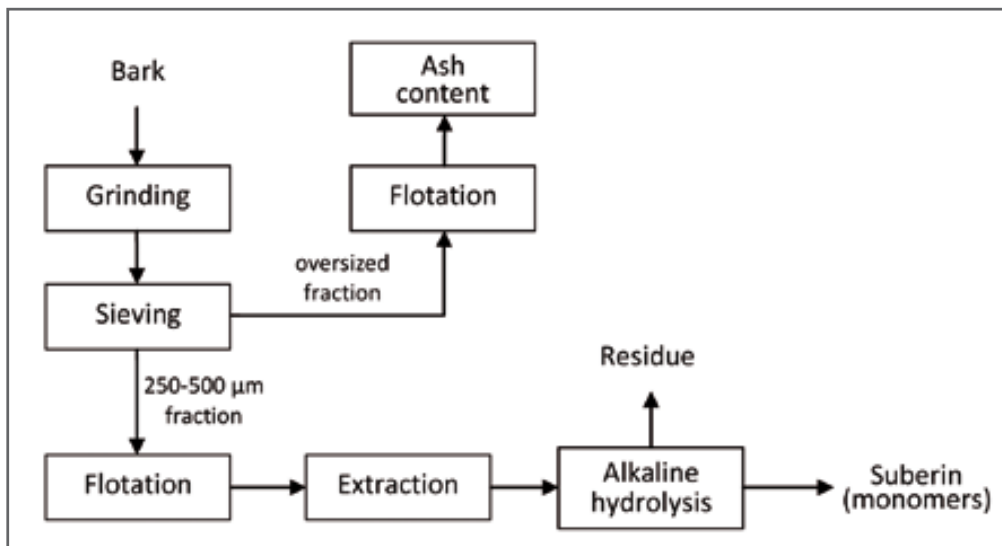 Bark
Ash
content
Grinding
Flotation
oversized
fraction
Sieving
250-500 µm
fraction
Residue
Flotation
Extraction
Alkaline
hydrolysis
Suberin
(monomers)